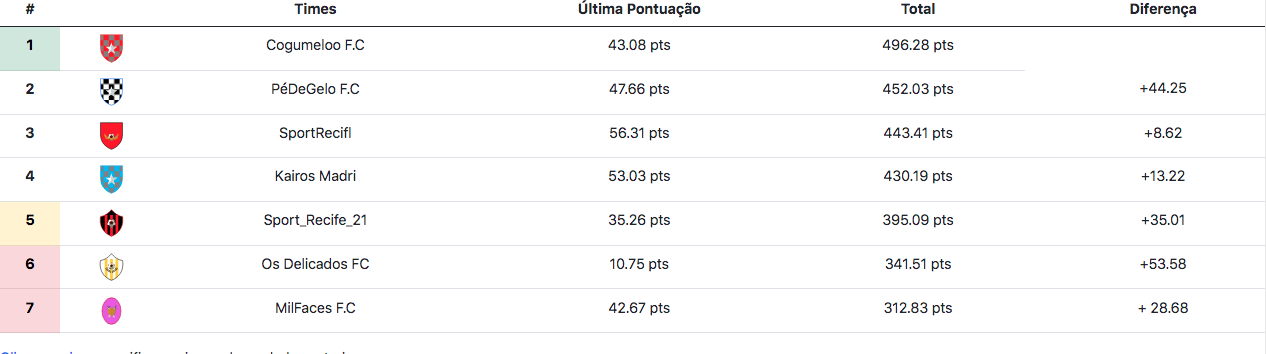 # Times Última Pontuação Total Diferença
1 Cogumeloo F.C 43.08 pts 496.28 pts
2 PéDeGelo F.C 47.66 pts 452.03 pts +44.25
3 SportRecifl 56.31 pts 443.41 pts +8.62
4 Kairos Madri 53.03 pts 430.19 pts +13.22
5 Sport_Recife_21 35.26 pts 395.09 pts +35.01
6 Os Delicados FC 10.75 pts 341.51 pts +53.58
7 MilFaces F.C 42.67 pts 312.83 pts + 28.68